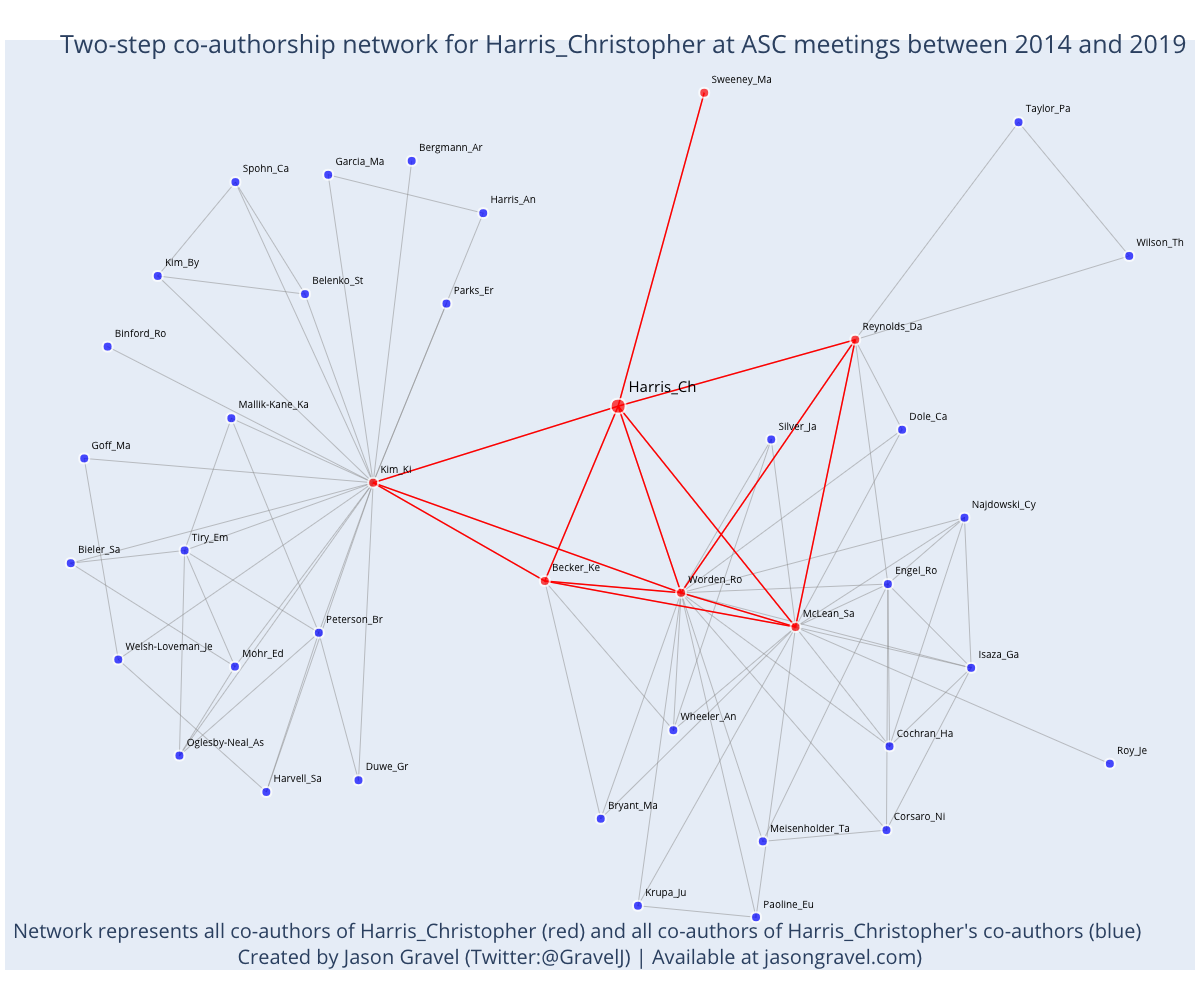 Two-step co-authorship network for Harris_Christopher at ASC meetings between 2014 and 2019
Sweeney_Ma
Taylor_Pa
Bergmann_Ar
Garcia_Ma
Spohn_Ca
Harris_An
Wilson_Th
Kim_By
Belenko_St
Parks_Er
Binford_Ro
Reynolds_Da
Harris_Ch
Mallik-Kane_Ka
Dole_Ca
Silver_Ja
Goff_Ma
Kim_Ki
Najdowski_Cy
Tiry_Em
Bieler_Sa
Becker_Ke
Engel_Ro
Worden_Ro
McLean_Sa
Peterson_Br
Welsh-Loveman_Je
Mohr_Ed
Isaza_Ga
Wheeler_An
Cochran_Ha
Oglesby-Neal_As
Roy_Je
Duwe_Gr
Harvell_Sa
Bryant_Ma
Corsaro_Ni
Meisenholder_Ta
Krupa_Ju
Paoline_Eu
Network represents all co-authors of Harris_Christopher (red) and all co-authors of Harris_Christopher's co-authors (blue)
Created by Jason Gravel (Twitter:@GravelJ) | Available at jasongravel.com)